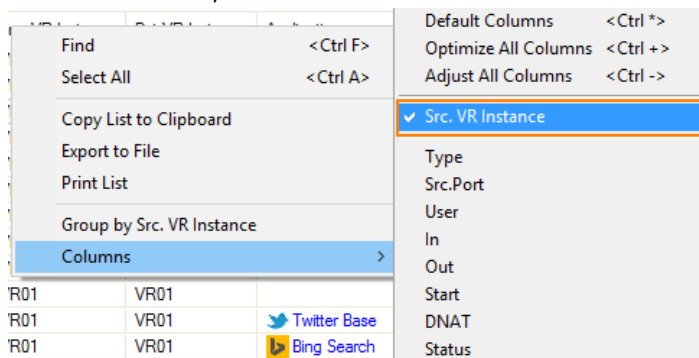 Find <Ctrl F>
Select All <Ctrl A>
Copy List to Clipboard
Export to File
Print List
Group by Src. VR Instance
Columns >
Default Columns <Ctrl *>
Optimize All Columns <Ctrl +>
Adjust All Columns <Ctrl ->
Src. VR Instance
Type
Src.Port
User
In
Out
Start
DNAT
Status
VR01 VR01
VR01 VR01 Twitter Base
VR01 VR01 Bing Search